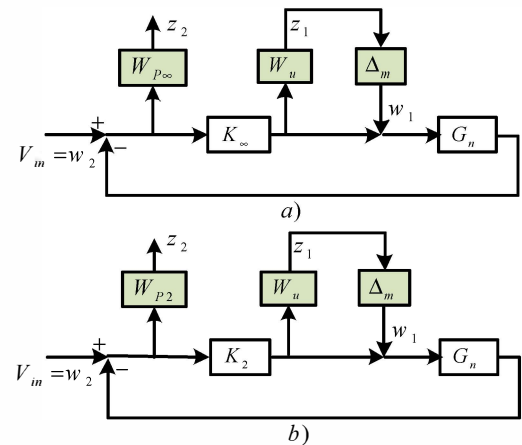 z₂ z₁
W_P∞ W_u Δ_m
+ w₁
K_∞ G_n
V_in = w₂ −
a)
z₂ z₁
W_P2 W_u Δ_m
+ w₁
K₂ G_n
V_in = w₂ −
b)